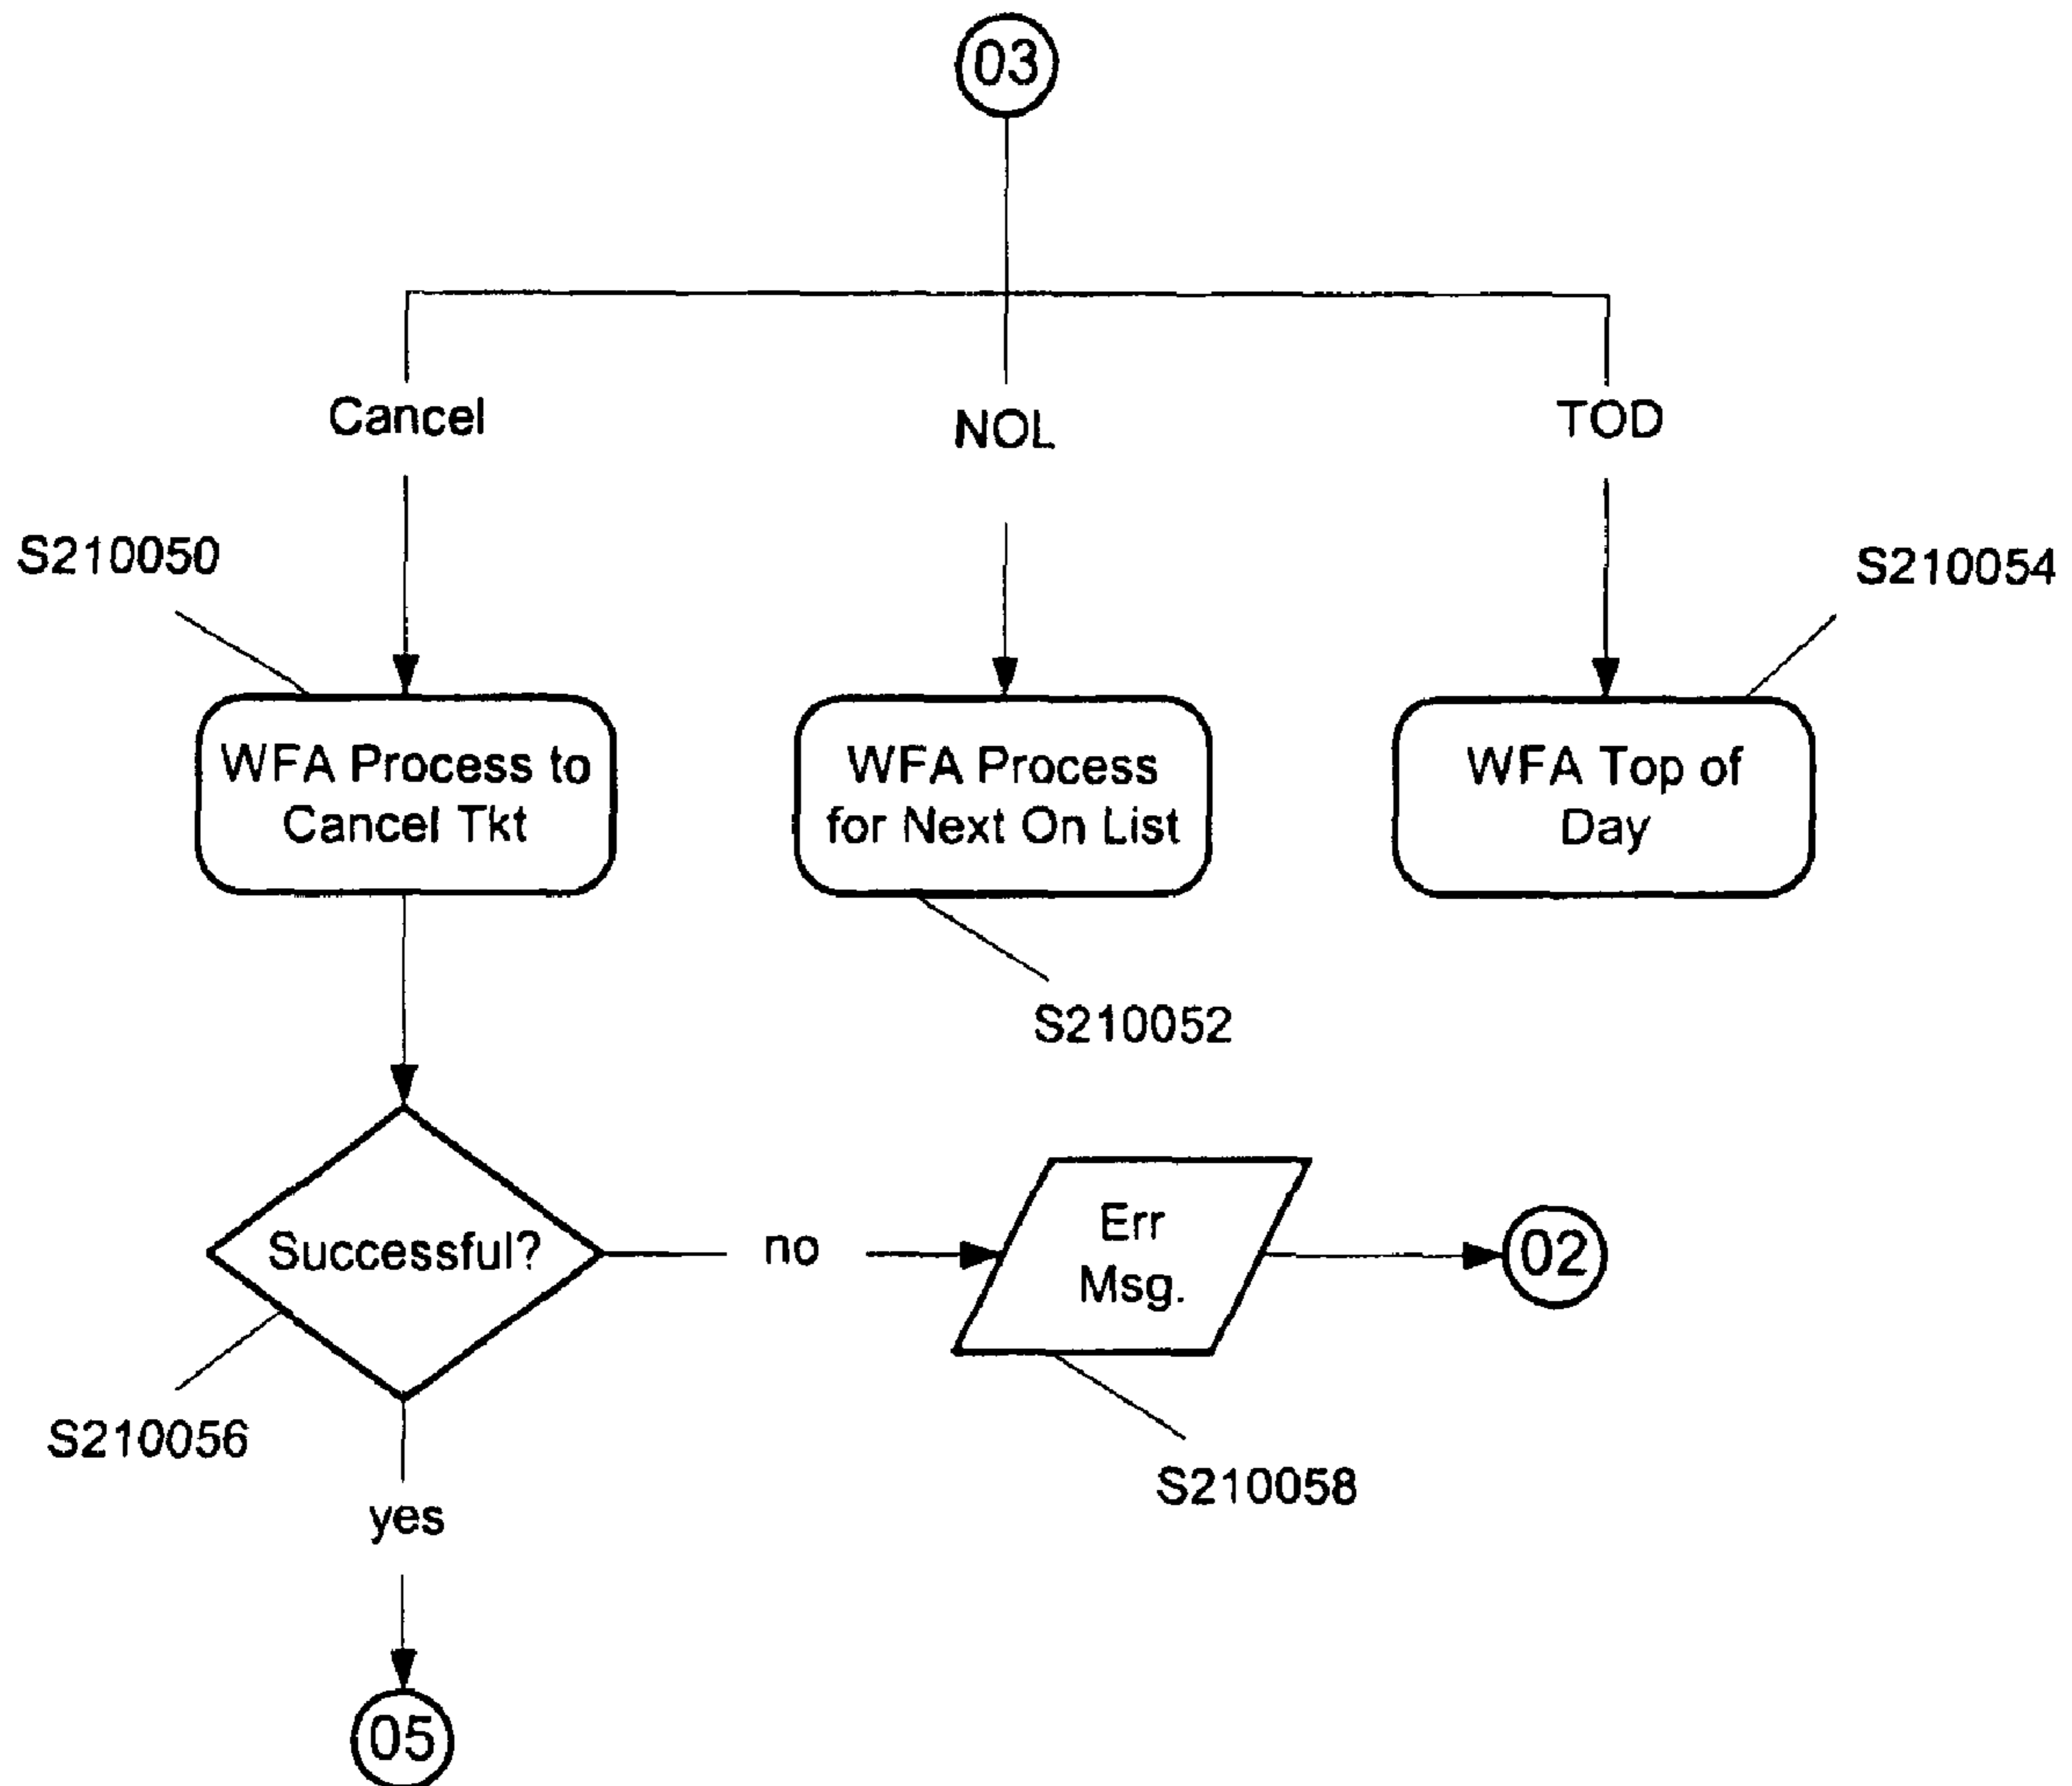 03
Cancel
NOL
TOD
S210050
S210054
WFA Process to
Cancel Tkt
WFA Process
for Next On List
WFA Top of
Day
S210052
Successful?
no
Err
Msg.
02
S210056
S210058
yes
05